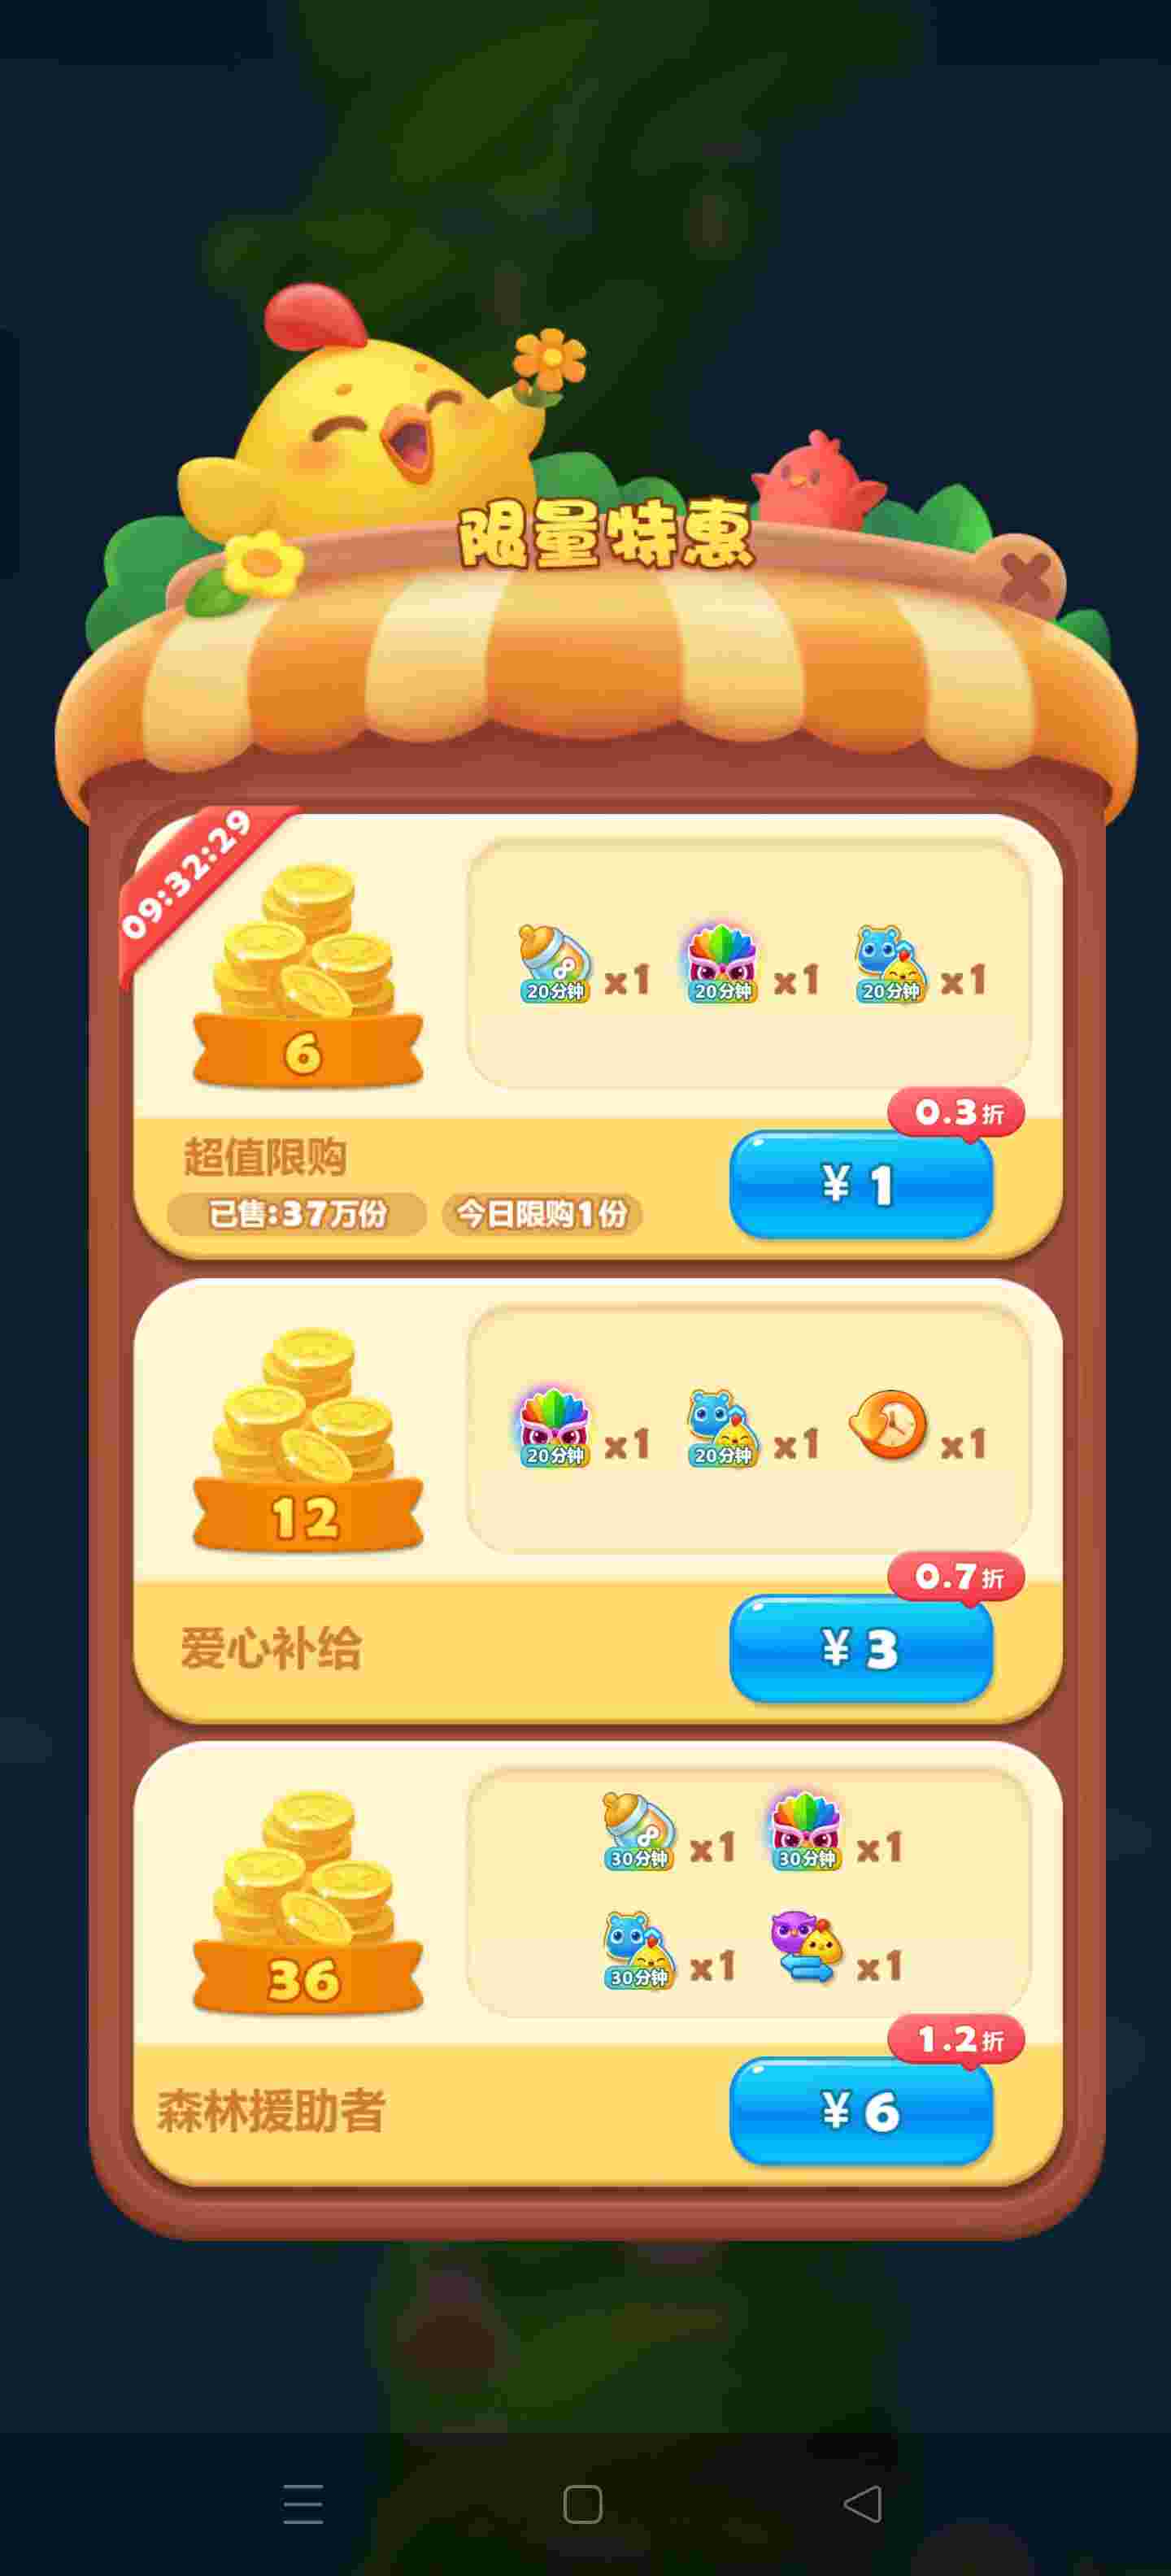 限量特惠
09:32:29
6
20分钟 x1 20分钟 x1 20分钟 x1
0.3折
超值限购
¥ 1
已售:37万份 今日限购1份
12
20分钟 x1 20分钟 x1 x1
0.7折
爱心补给
¥ 3
36
30分钟 x1 30分钟 x1
30分钟 x1 x1
1.2折
森林援助者
¥ 6